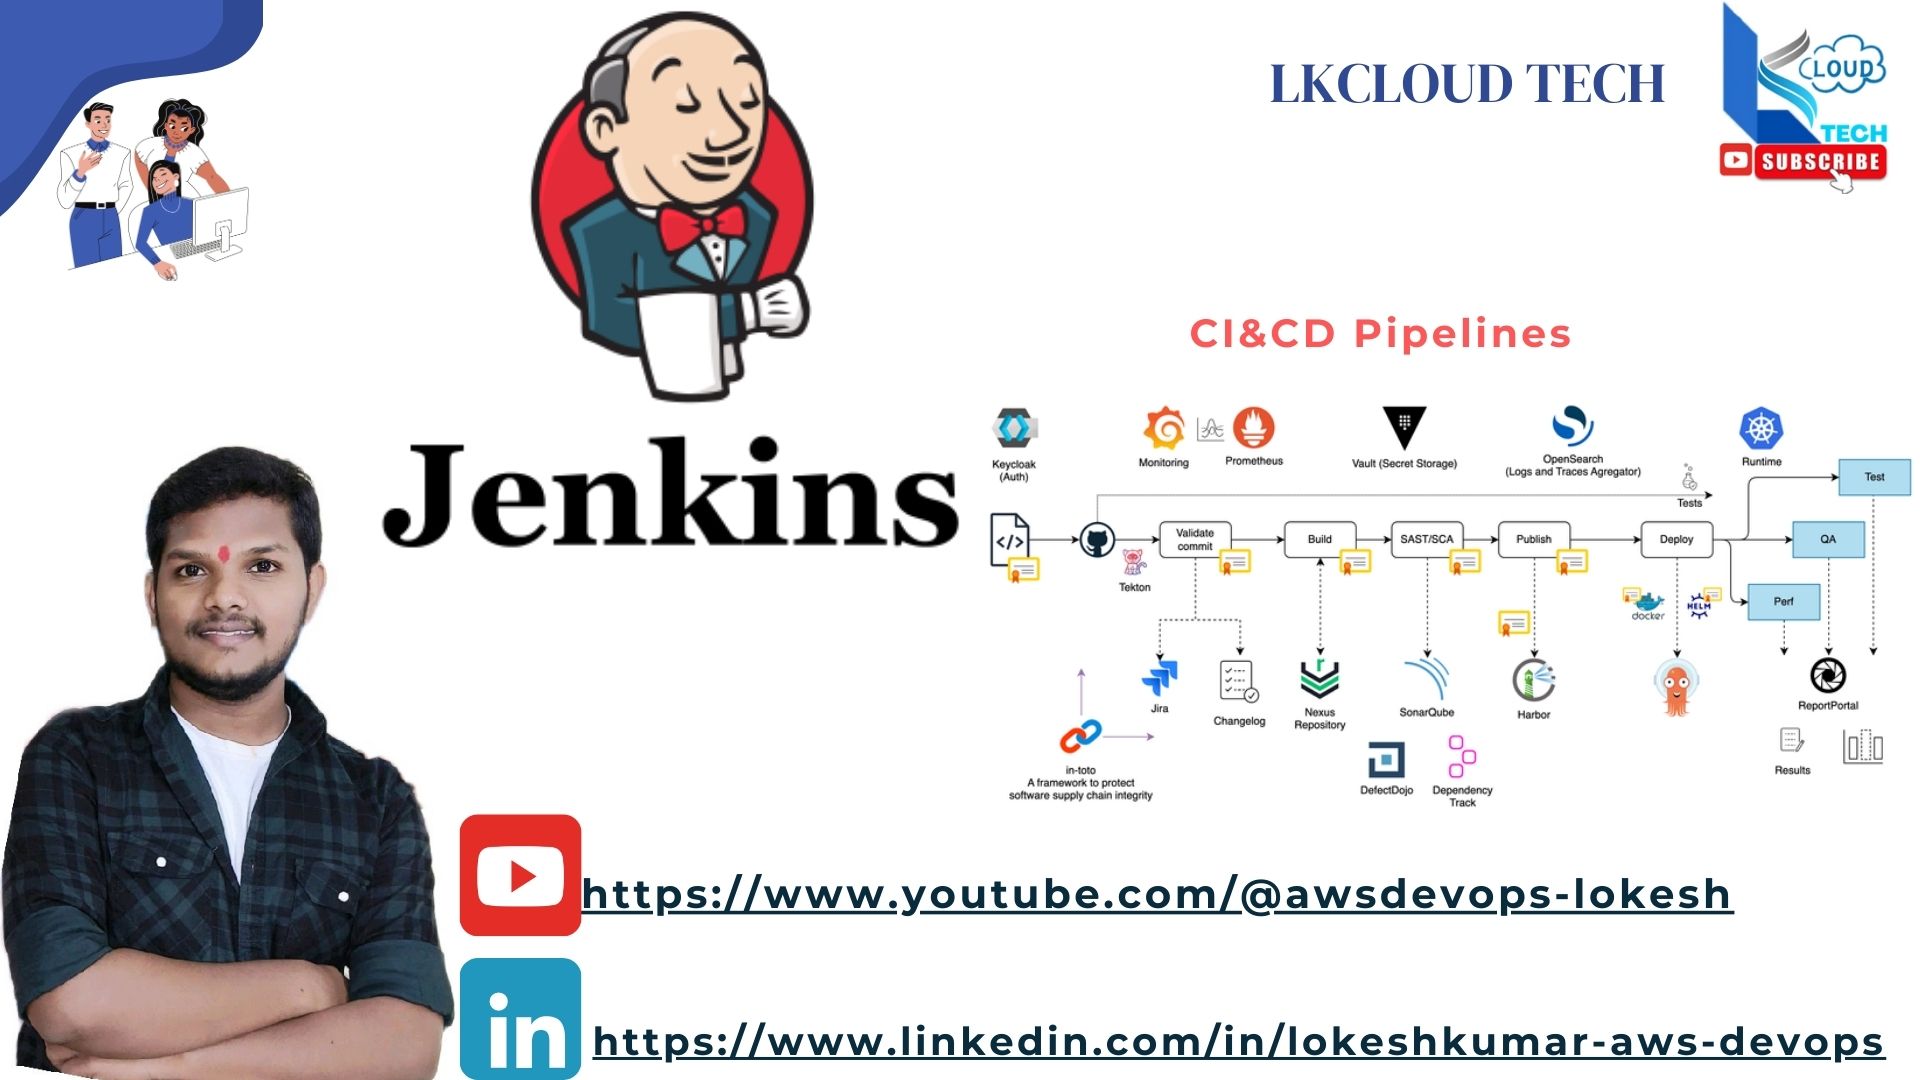 LKCLOUD TECH
LOUD
TECH
SUBSCRIBE
Jenkins
CI&CD Pipelines
Keycloak
(Auth)
Monitoring
Prometheus
Vault (Secret Storage)
OpenSearch
(Logs and Traces Agregator)
Runtime
Tests
Test
</>
Validate
commit
Build
SAST/SCA
Publish
Deploy
QA
Tekton
Perf
docker
HELM
Jira
Changelog
Nexus
Repository
SonarQube
Harbor
ReportPortal
in-toto
A framework to protect
software supply chain integrity
DefectDojo
Dependency
Track
Results
https://www.youtube.com/@awsdevops-lokesh
in
https://www.linkedin.com/in/lokeshkumar-aws-devops